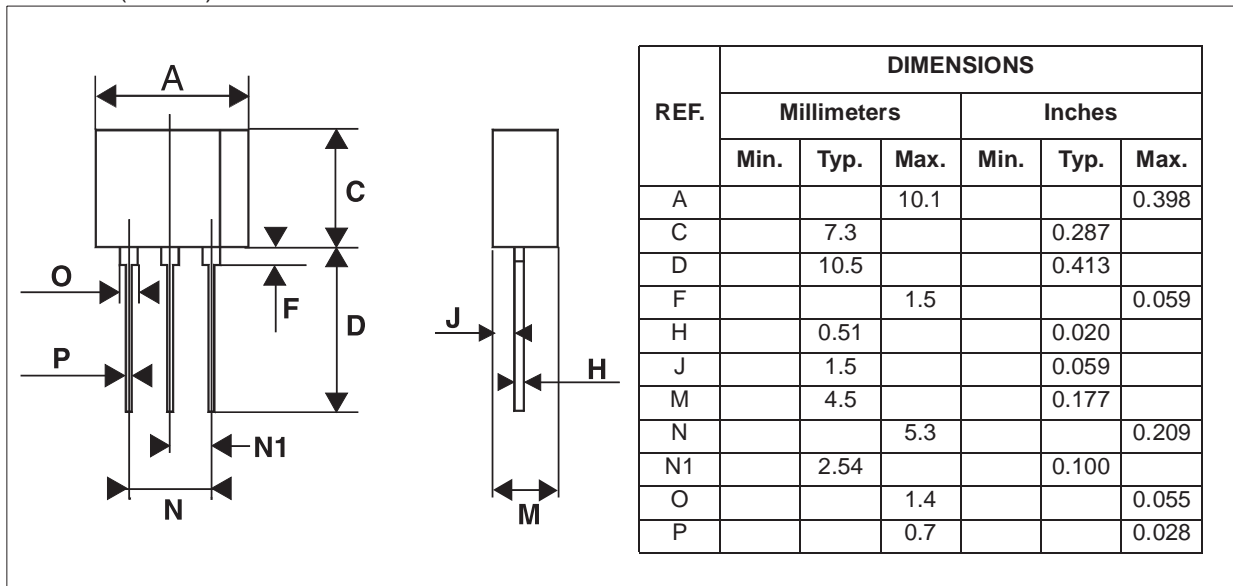 A
C
O
F
D
J
P
H
N1
N
M
DIMENSIONS
REF. Millimeters Inches
Min. Typ. Max. Min. Typ. Max.
A 10.1 0.398
C 7.3 0.287
D 10.5 0.413
F 1.5 0.059
H 0.51 0.020
J 1.5 0.059
M 4.5 0.177
N 5.3 0.209
N1 2.54 0.100
O 1.4 0.055
P 0.7 0.028